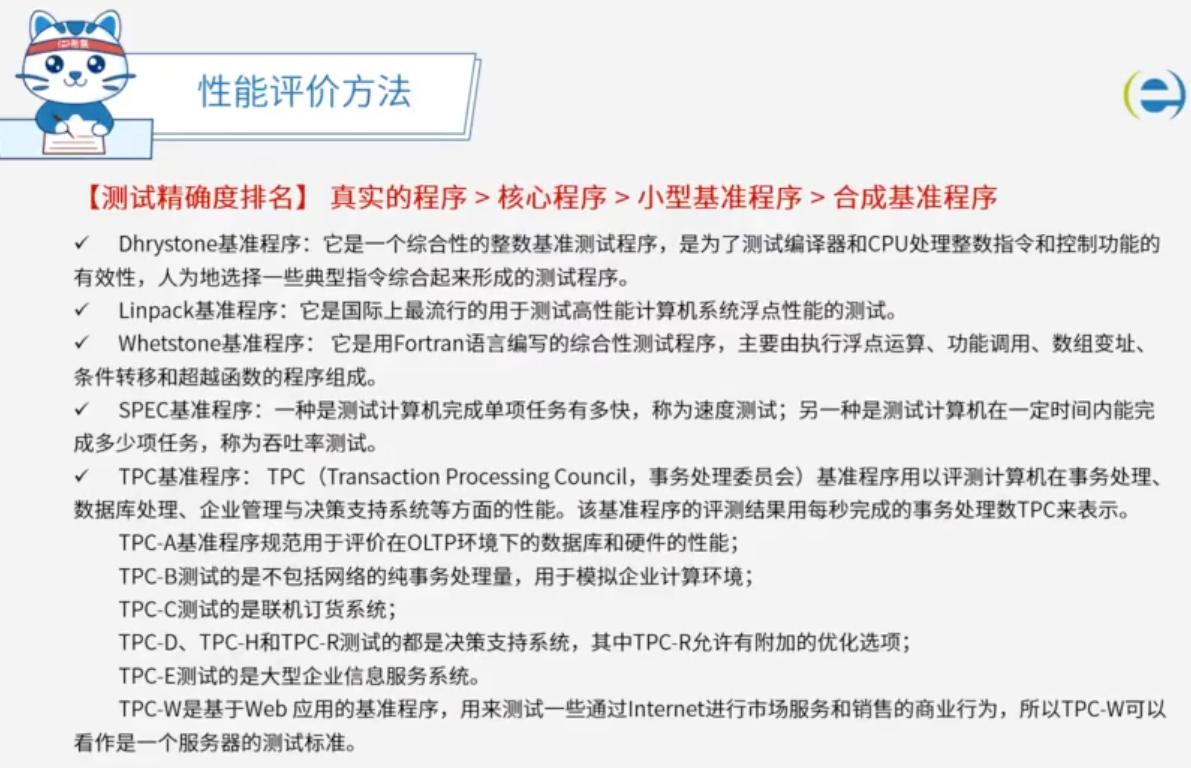 性能评价方法
【测试精确度排名】 真实的程序 > 核心程序 > 小型基准程序 > 合成基准程序
✓ Dhrystone基准程序：它是一个综合性的整数基准测试程序，是为了测试编译器和CPU处理整数指令和控制功能的
有效性，人为地选择一些典型指令综合起来形成的测试程序。
✓ Linpack基准程序：它是国际上最流行的用于测试高性能计算机系统浮点性能的测试。
✓ Whetstone基准程序： 它是用Fortran语言编写的综合性测试程序，主要由执行浮点运算、功能调用、数组变址、
条件转移和超越函数的程序组成。
✓ SPEC基准程序：一种是测试计算机完成单项任务有多快，称为速度测试；另一种是测试计算机在一定时间内能完
成多少项任务，称为吞吐率测试。
✓ TPC基准程序： TPC（Transaction Processing Council，事务处理委员会）基准程序用以评测计算机在事务处理、
数据库处理、企业管理与决策支持系统等方面的性能。该基准程序的评测结果用每秒完成的事务处理数TPC来表示。
TPC-A基准程序规范用于评价在OLTP环境下的数据库和硬件的性能；
TPC-B测试的是不包括网络的纯事务处理量，用于模拟企业计算环境；
TPC-C测试的是联机订货系统；
TPC-D、TPC-H和TPC-R测试的都是决策支持系统，其中TPC-R允许有附加的优化选项；
TPC-E测试的是大型企业信息服务系统。
TPC-W是基于Web 应用的基准程序，用来测试一些通过Internet进行市场服务和销售的商业行为，所以TPC-W可以
看作是一个服务器的测试标准。